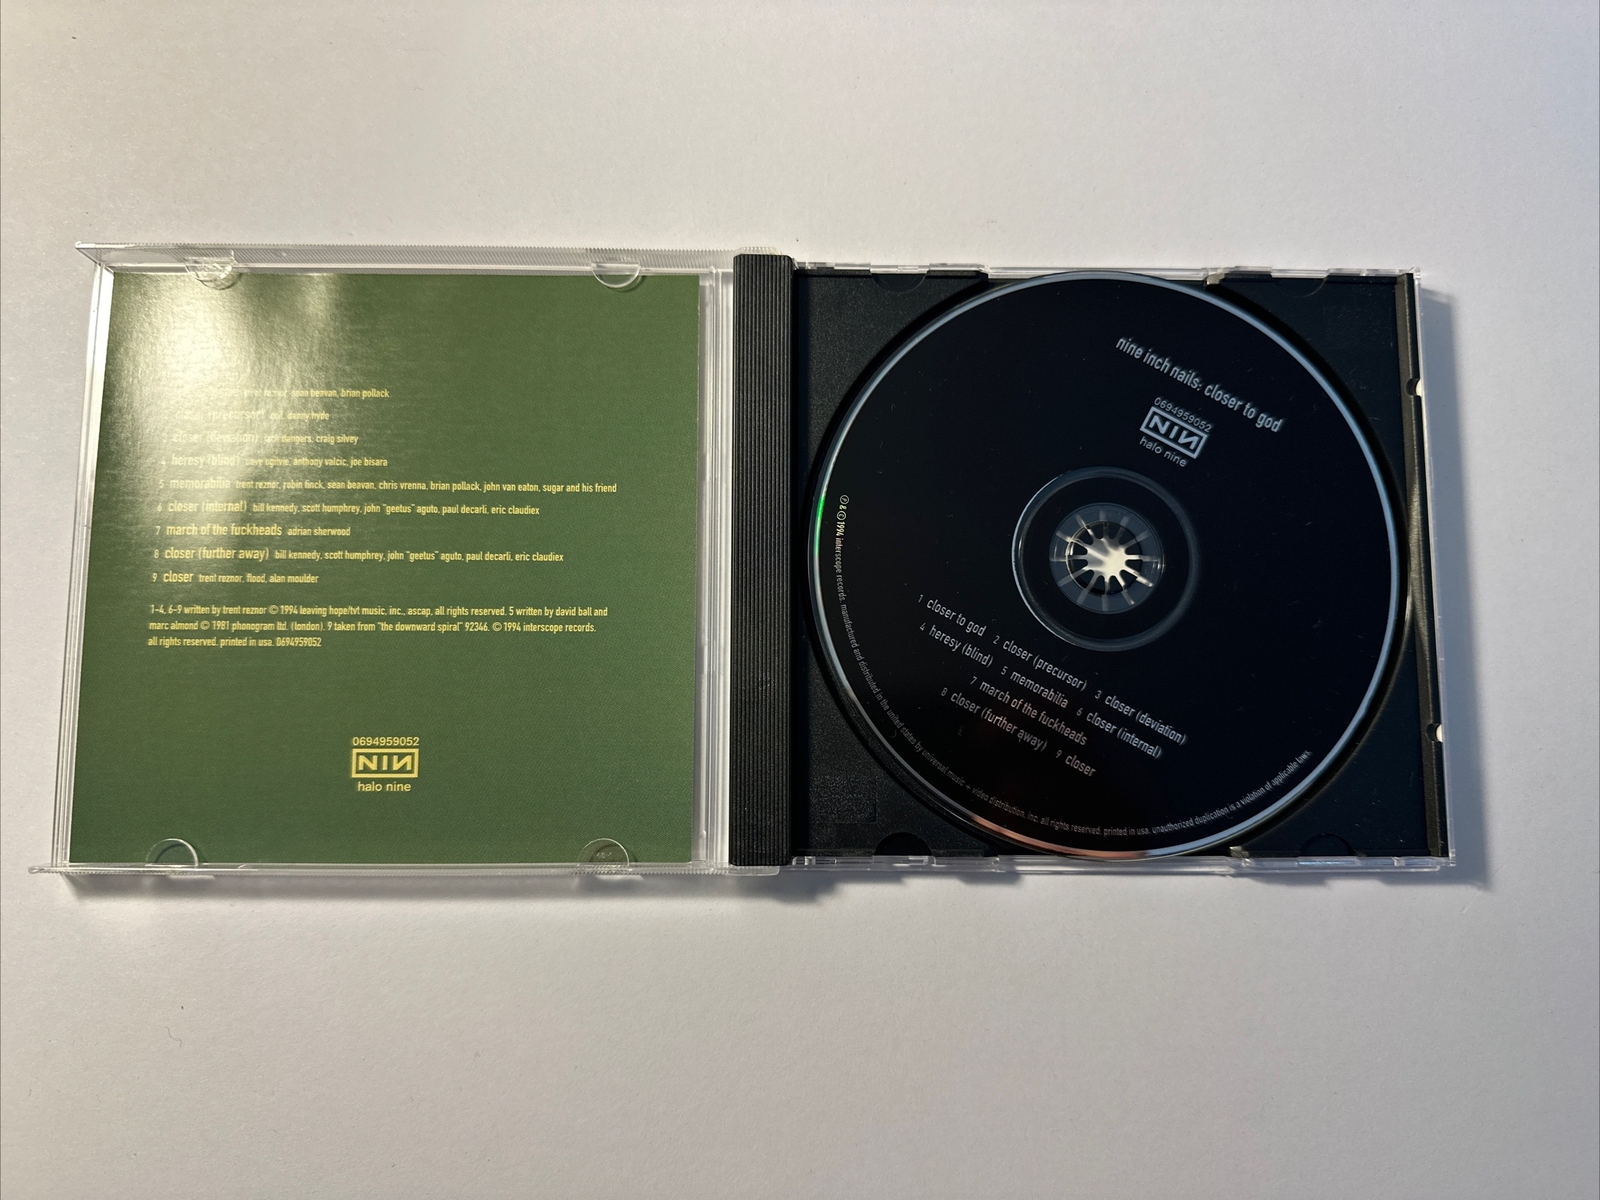 sean beavan, brian pollack
(precursor) danny hyde
3 closer (deviation) jack dangers, craig silvey
4 heresy (blind) dave ogilvie, anthony valcic, joe bisara
5 memorabilia trent reznor, robin finck, sean beavan, chris vrenna, brian pollack, john van eaton, sugar and his friend
6 closer (internal) bill kennedy, scott humphrey, john "geetus" aguto, paul decarli, eric claudiex
7 march of the fuckheads adrian sherwood
8 closer (further away) bill kennedy, scott humphrey, john "geetus" aguto, paul decarli, eric claudiex
9 closer trent reznor, flood, alan moulder
1-4, 6-9 written by trent reznor © 1994 leaving hope/tvt music, inc., ascap, all rights reserved. 5 written by david ball and
marc almond © 1981 phonogram ltd. (london). 9 taken from "the downward spiral" 92346. © 1994 interscope records.
all rights reserved. printed in usa. 0694959052
0694959052
NIN
halo nine
nine inch nails: closer to god
0694959052
NIN
halo nine
1 closer to god 2 closer (precursor) 3 closer (deviation)
4 heresy (blind) 5 memorabilia 6 closer (internal)
7 march of the fuckheads
8 closer (further away) 9 closer
℗ & © 1994 interscope records. manufactured and distributed in the united states by universal music + video distribution, inc. all rights reserved. printed in usa. unauthorized duplication is a violation of applicable laws.